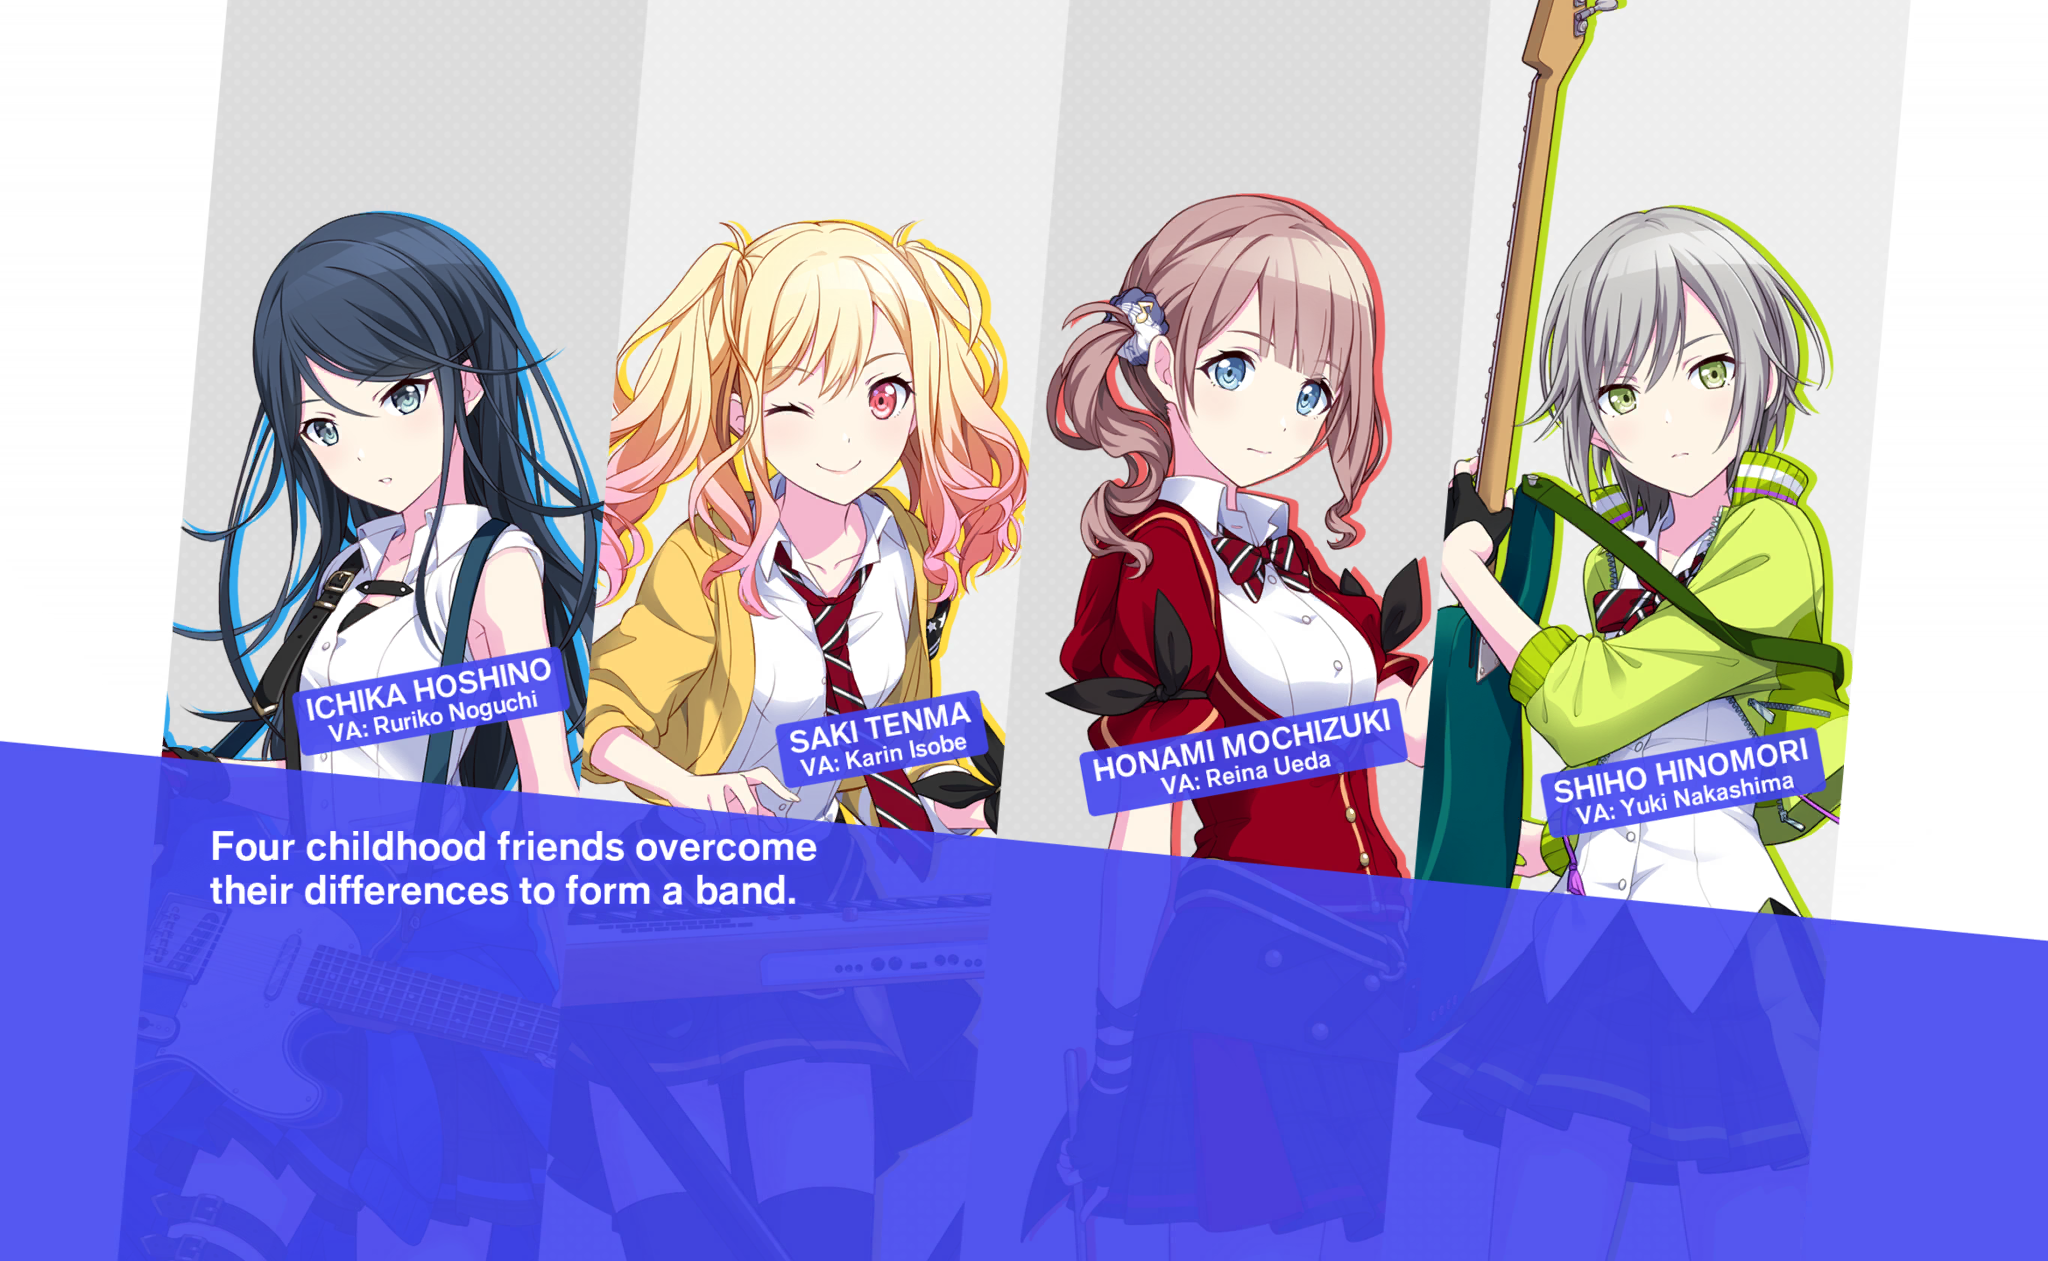 ICHIKA HOSHINO
VA: Ruriko Noguchi
SAKI TENMA
VA: Karin Isobe
HONAMI MOCHIZUKI
VA: Reina Ueda
SHIHO HINOMORI
VA: Yuki Nakashima
Four childhood friends overcome
their differences to form a band.